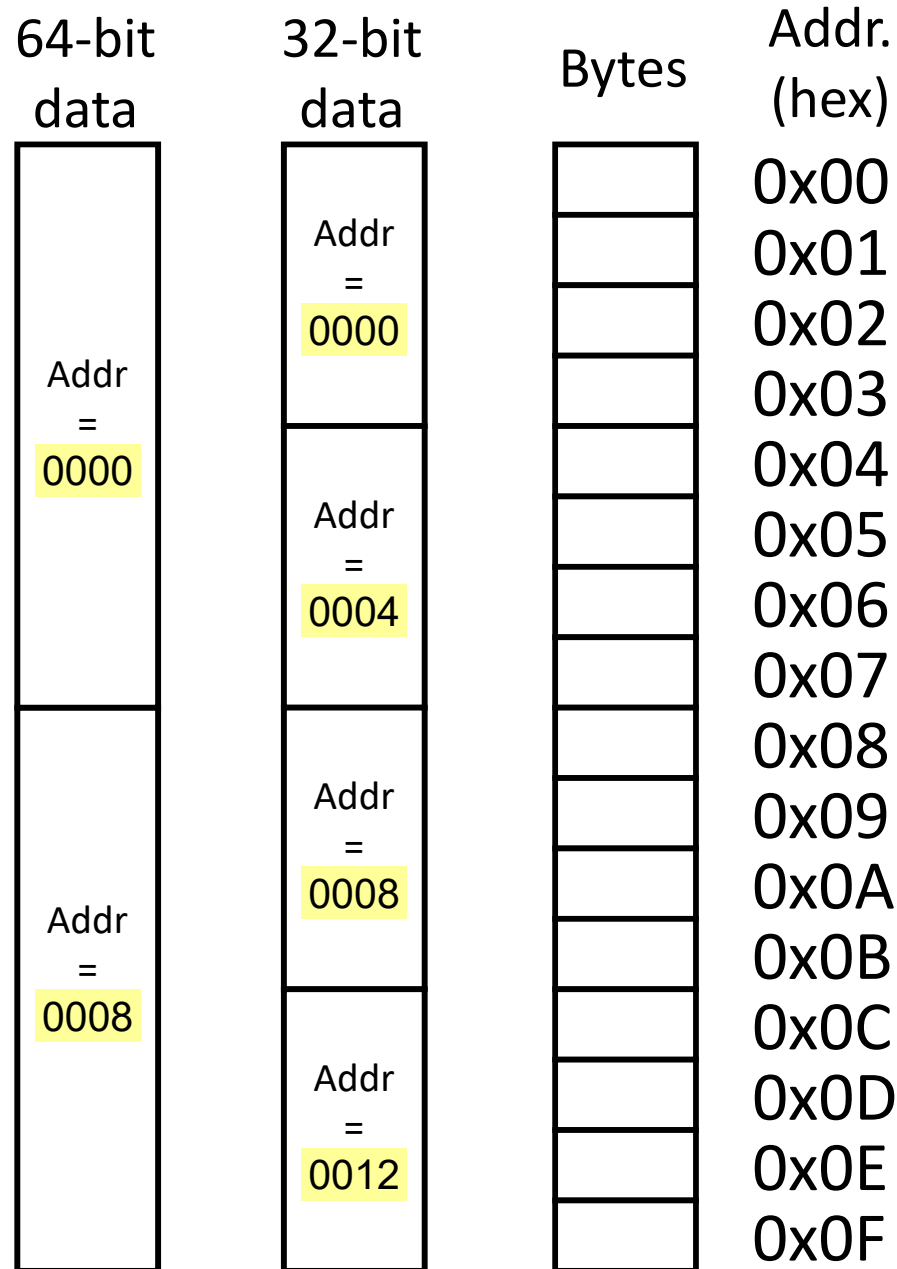 64-bit
data
32-bit
data
Bytes
Addr.
(hex)
Addr
=
0000
Addr
=
0008
Addr
=
0000
Addr
=
0004
Addr
=
0008
Addr
=
0012
0x00
0x01
0x02
0x03
0x04
0x05
0x06
0x07
0x08
0x09
0x0A
0x0B
0x0C
0x0D
0x0E
0x0F